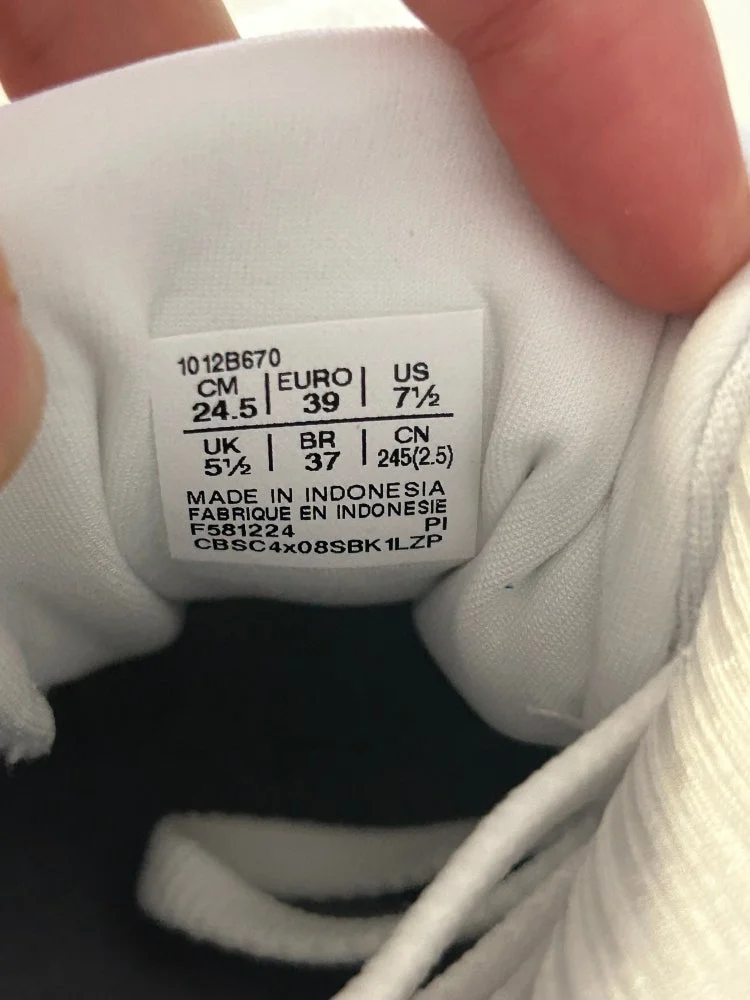 1012B670
CM | EURO | US
24.5 | 39 | 7½
UK | BR | CN
5½ | 37 | 245(2.5)
MADE IN INDONESIA
FABRIQUE EN INDONESIE
F581224 PI
CBSC4x08SBK1LZP